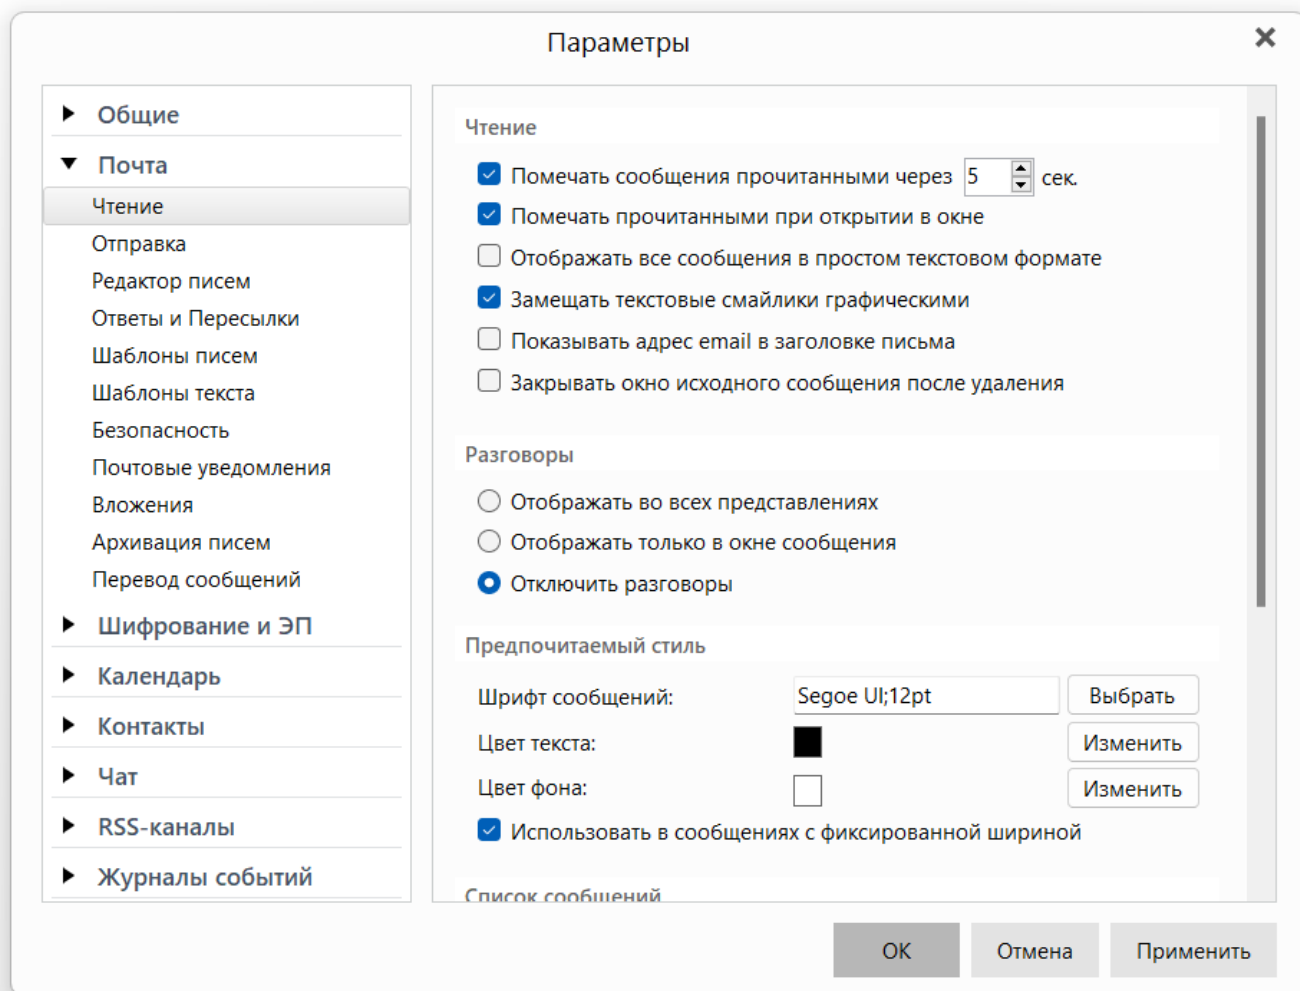 Параметры
Общие
Почта
Чтение
Отправка
Редактор писем
Ответы и Пересылки
Шаблоны писем
Шаблоны текста
Безопасность
Почтовые уведомления
Вложения
Архивация писем
Перевод сообщений
Шифрование и ЭП
Календарь
Контакты
Чат
RSS-каналы
Журналы событий
Чтение
Помечать сообщения прочитанными через 5 сек.
Помечать прочитанными при открытии в окне
Отображать все сообщения в простом текстовом формате
Замещать текстовые смайлики графическими
Показывать адрес email в заголовке письма
Закрывать окно исходного сообщения после удаления
Разговоры
Отображать во всех представлениях
Отображать только в окне сообщения
Отключить разговоры
Предпочитаемый стиль
Шрифт сообщений: Segoe UI;12pt Выбрать
Цвет текста: Изменить
Цвет фона: Изменить
Использовать в сообщениях с фиксированной шириной
Список сообщений
ОК Отмена Применить